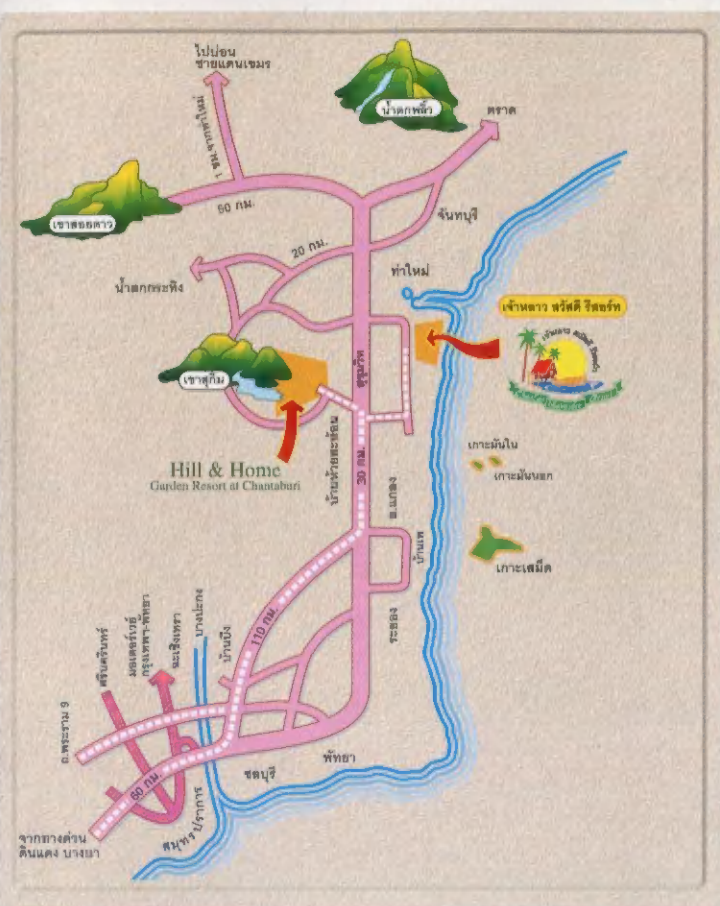 ไปบ่อน
ชายแดนเขมร
น้ำตกพลิ้ว
ตราด
เขาสอยดาว
50 กม.
จันทบุรี
20 กม.
ท่าใหม่
น้ำตกกระทิง
เจ้าหลาว สวัสดี รีสอร์ท
เจ้าหลาว สวัสดี รีสอร์ท
สุขุมวิท
เขาสุกิม
Hill & Home
Garden Resort at Chantaburi
30 กม.
อ.แกลง
เกาะมันใน
เกาะมันนอก
บ้านเพ
เกาะเสม็ด
ระยอง
110 กม.
บ้านบึง
บางปะกง
ฉะเชิงเทรา
มอเตอร์เวย์
กรุงเทพฯ-พัทยา
ศรีนครินทร์
ถ.พระราม 9
พัทยา
ชลบุรี
60 กม.
สมุทรปราการ
จากทางด่วน
ดินแดง บางนา